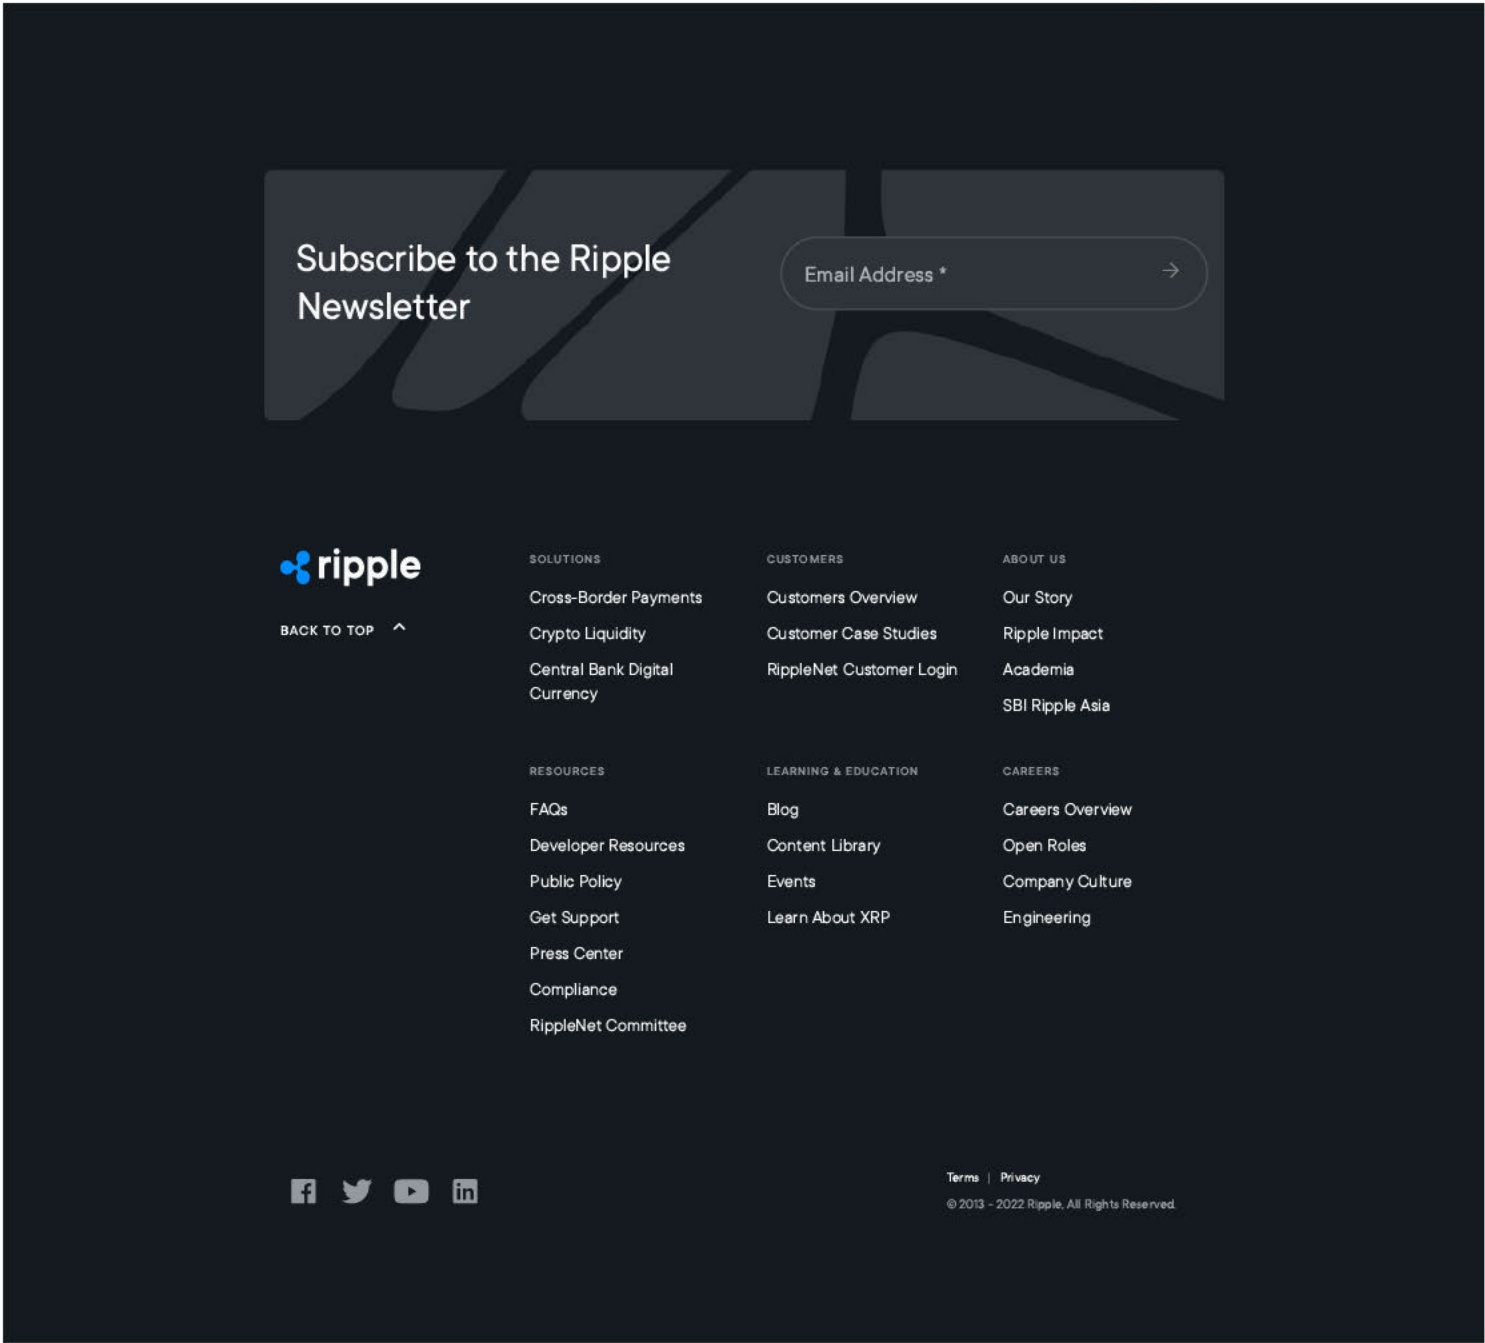 Subscribe to the Ripple
Newsletter
Email Address *
ripple
BACK TO TOP
SOLUTIONS
Cross-Border Payments
Crypto Liquidity
Central Bank Digital
Currency
CUSTOMERS
Customers Overview
Customer Case Studies
RippleNet Customer Login
ABOUT US
Our Story
Ripple Impact
Academia
SBI Ripple Asia
RESOURCES
FAQs
Developer Resources
Public Policy
Get Support
Press Center
Compliance
RippleNet Committee
LEARNING & EDUCATION
Blog
Content Library
Events
Learn About XRP
CAREERS
Careers Overview
Open Roles
Company Culture
Engineering
Terms | Privacy
© 2013 - 2022 Ripple, All Rights Reserved.